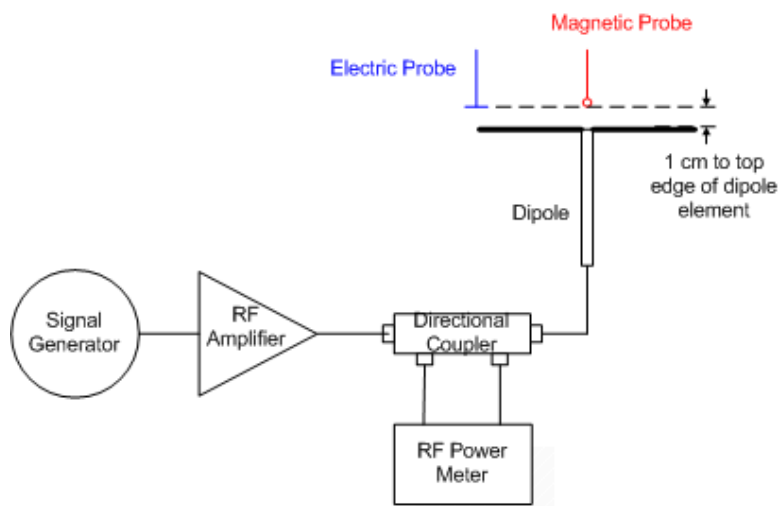 Magnetic Probe
Electric Probe
1 cm to top
edge of dipole
element
Dipole
Signal
Generator
RF
Amplifier
Directional
Coupler
RF Power
Meter